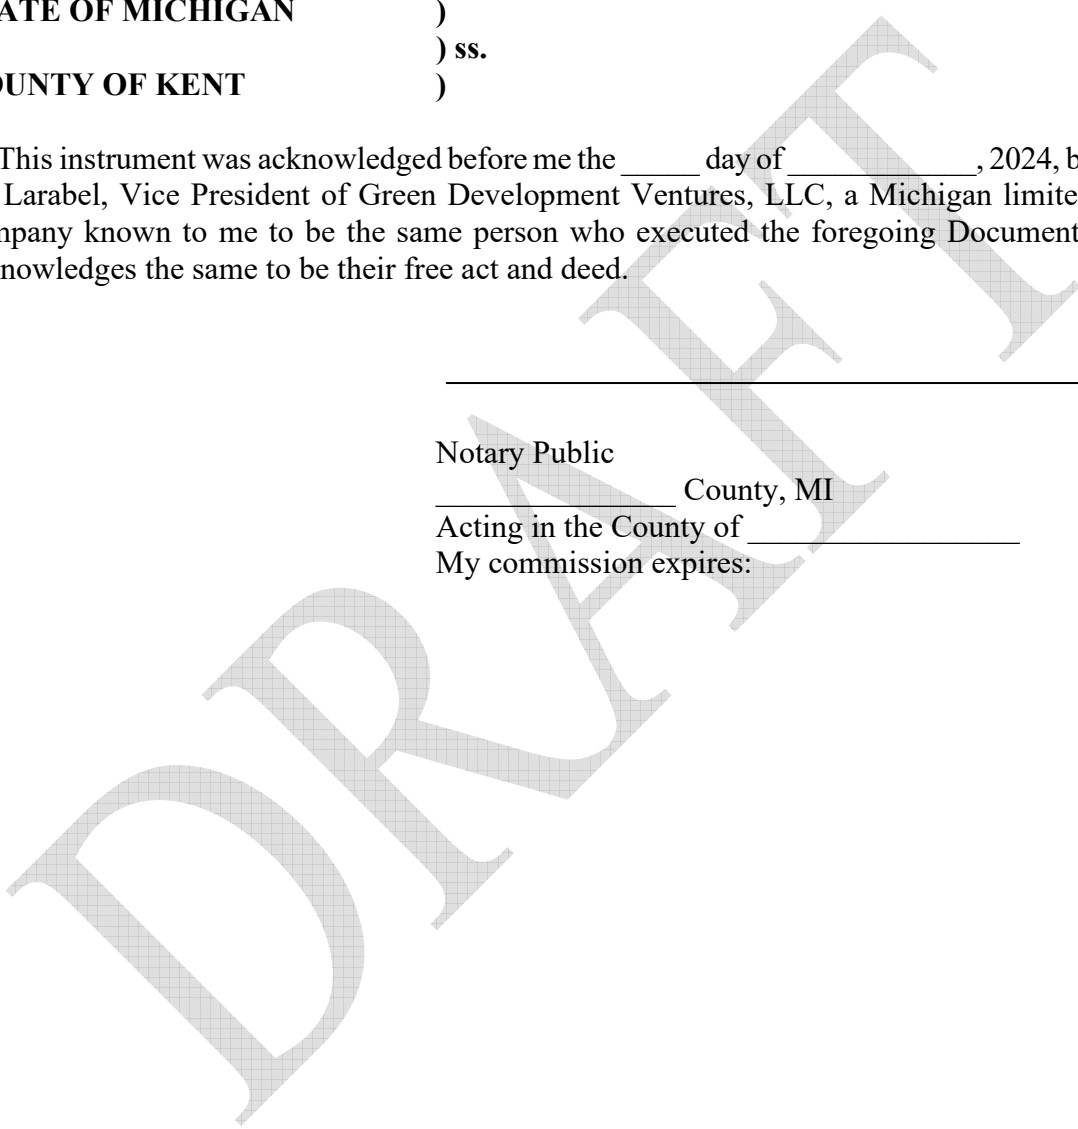 ATE OF MICHIGAN )
) ss.
OUNTY OF KENT )
This instrument was acknowledged before me the _____ day of ____________, 2024, b
Larabel, Vice President of Green Development Ventures, LLC, a Michigan limite
mpany known to me to be the same person who executed the foregoing Document
nowledges the same to be their free act and deed.
Notary Public
_______________ County, MI
Acting in the County of _________________
My commission expires:
DRAFT